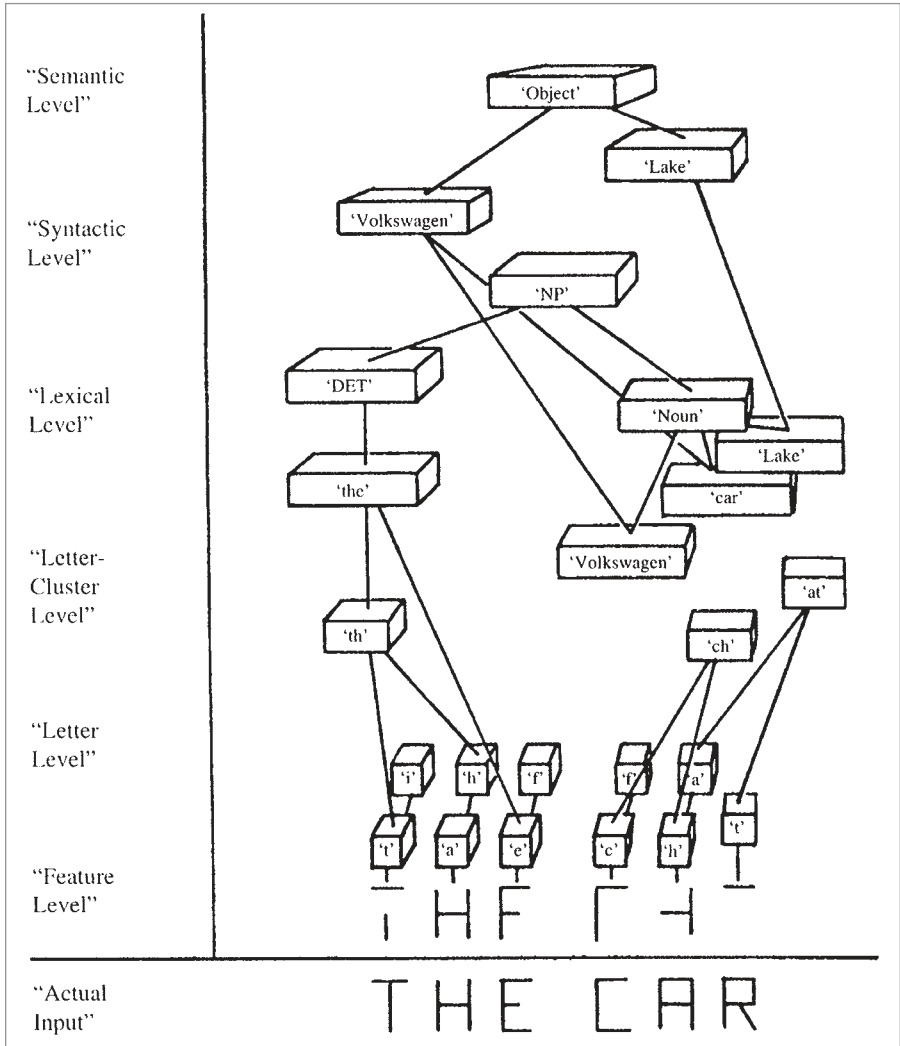 “Semantic
Level”
‘Object’
‘Lake’
“Syntactic
Level”
‘Volkswagen’
‘NP’
“Lexical
Level”
‘DET’
‘Noun’
‘Lake’
‘the’
‘car’
“Letter-
Cluster
Level”
‘Volkswagen’
‘at’
‘th’
‘ch’
“Letter
Level”
‘i’ ‘h’ ‘f’ ‘f’ ‘a’
‘t’ ‘a’ ‘e’ ‘c’ ‘h’ ‘t’
“Feature
Level”
“Actual
Input”
THE CAR